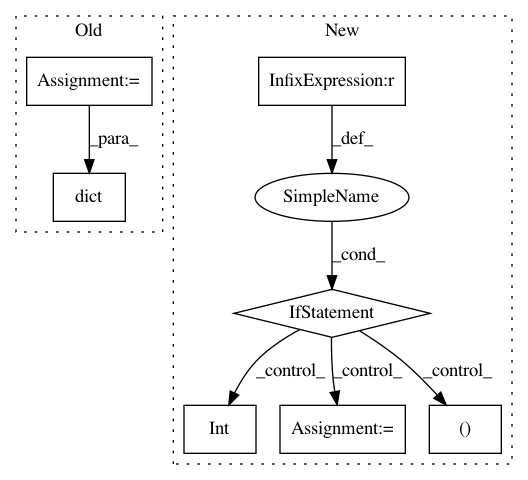 Old
New
Assignment:=
InfixExpression:r
_para_
_def_
dict
SimpleName
_cond_
IfStatement
_control_
_control_
_control_
Int
Assignment:=
()